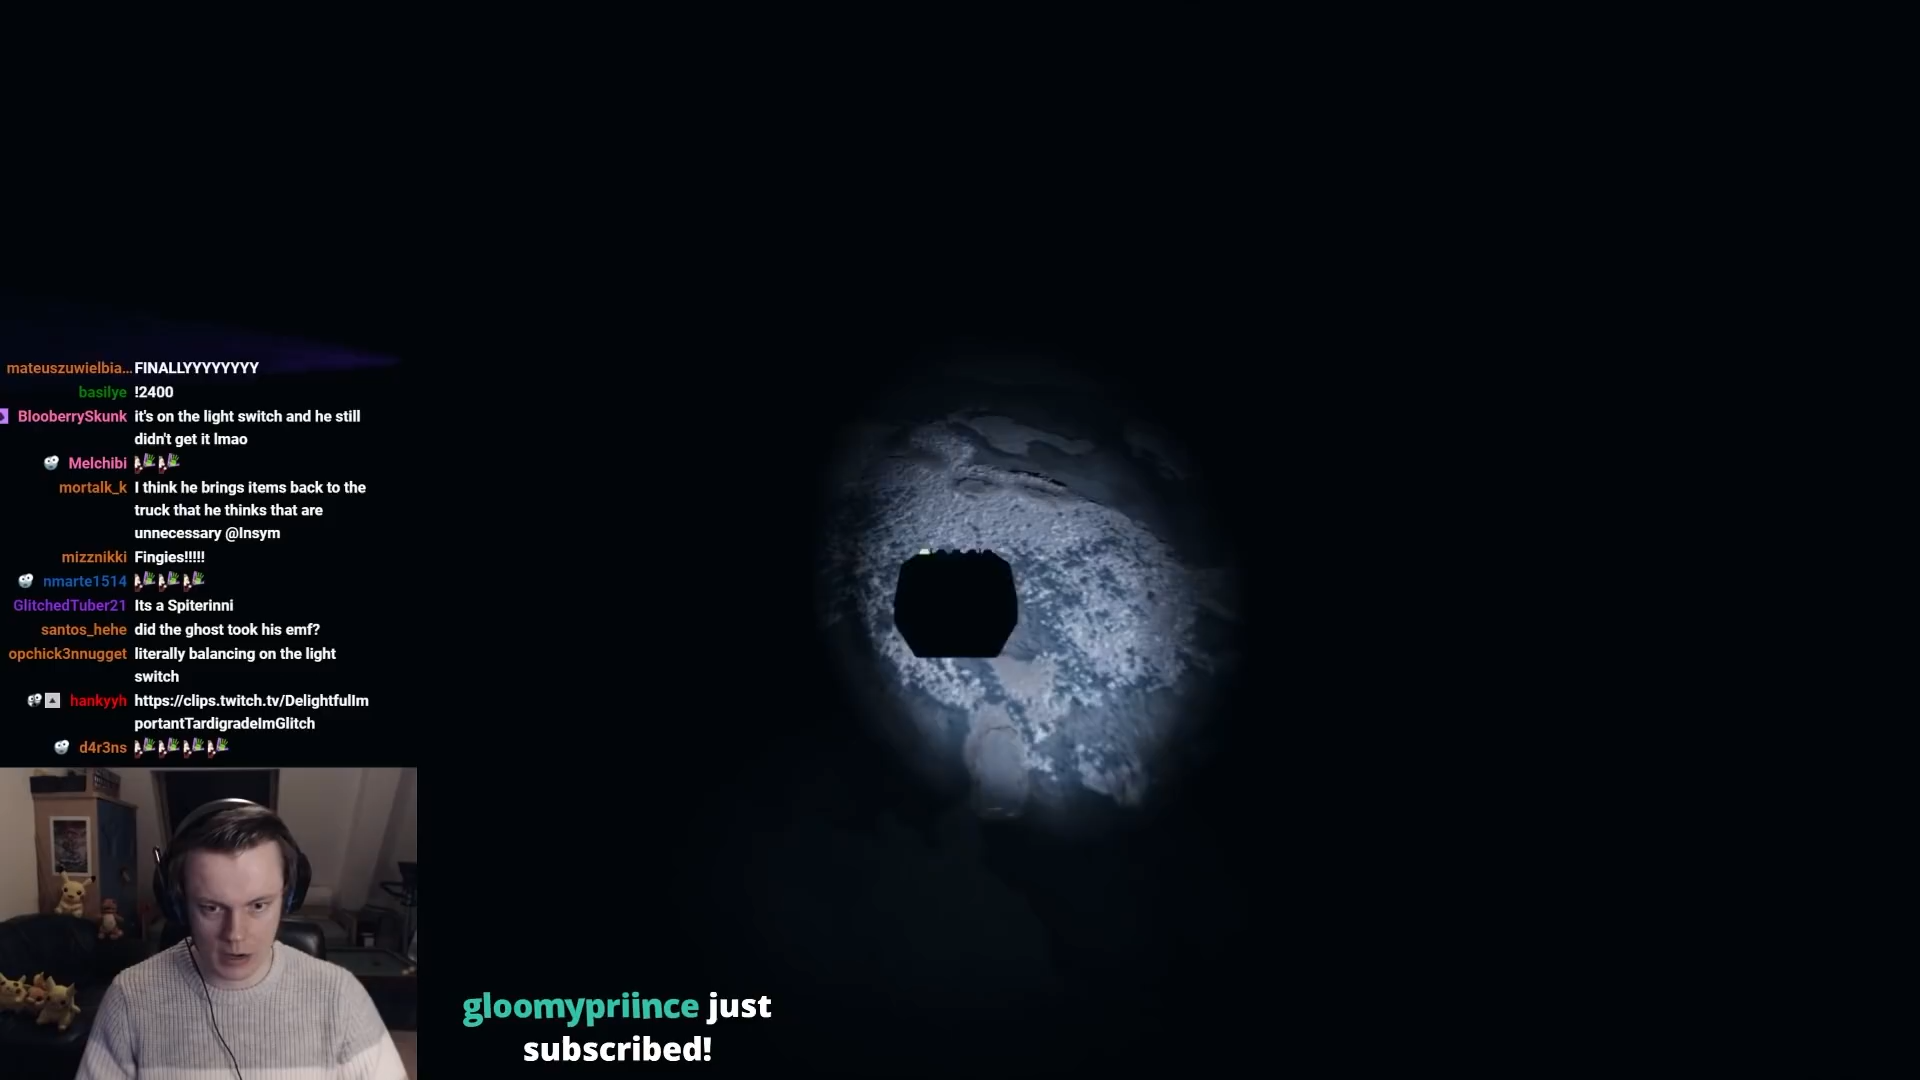 mateuszuwielbia... FINALLYYYYYYYY
basilye !2400
BlooberrySkunk it's on the light switch and he still
didn't get it lmao
Melchibi
mortalk_k I think he brings items back to the
truck that he thinks that are
unnecessary @Insym
mizznikki Fingies!!!!!
nmarte1514
GlitchedTuber21 Its a Spiterinni
santos_hehe did the ghost took his emf?
opchick3nnugget literally balancing on the light
switch
hankyyh https://clips.twitch.tv/DelightfulIm
portantTardigradeImGlitch
d4r3ns
gloomypriince just
subscribed!